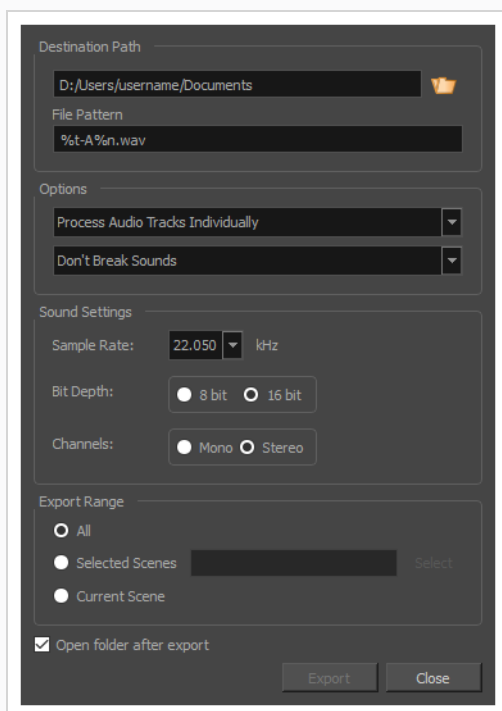 Destination Path
D:/Users/username/Documents
File Pattern
%t-A%n.wav
Options
Process Audio Tracks Individually
Don't Break Sounds
Sound Settings
Sample Rate: 22.050 kHz
Bit Depth: 8 bit 16 bit
Channels: Mono Stereo
Export Range
All
Selected Scenes Select
Current Scene
Open folder after export
Export Close